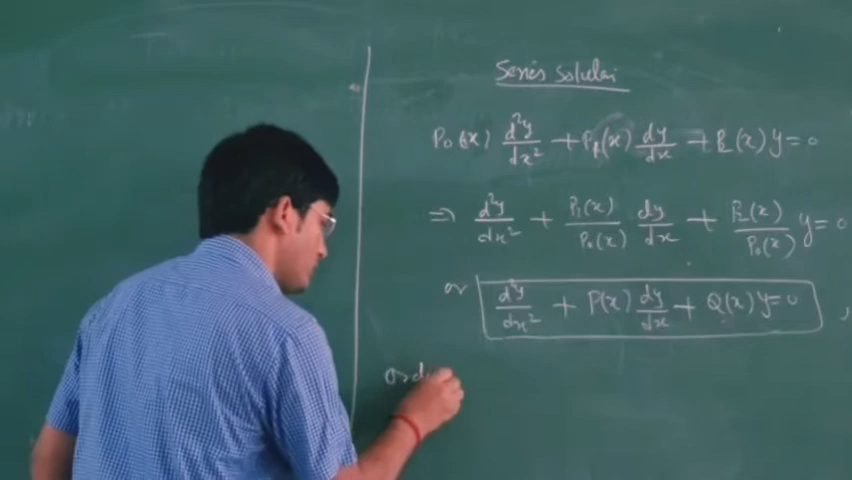 Series solution
P₀(x) d²y/dx² + P₁(x) dy/dx + P₂(x) y = 0
⇒ d²y/dx² + P₁(x)/P₀(x) dy/dx + P₂(x)/P₀(x) y = 0
or d²y/dx² + P(x) dy/dx + Q(x) y = 0 ,
ord